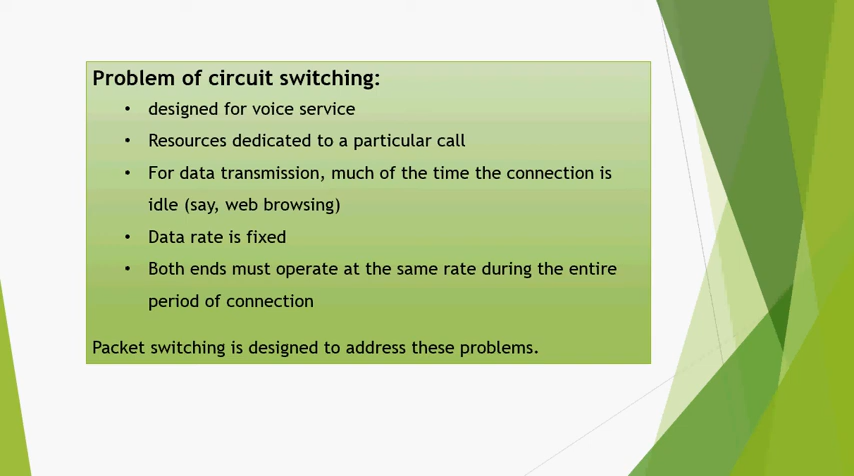 Problem of circuit switching:
• designed for voice service
• Resources dedicated to a particular call
• For data transmission, much of the time the connection is
idle (say, web browsing)
• Data rate is fixed
• Both ends must operate at the same rate during the entire
period of connection
Packet switching is designed to address these problems.